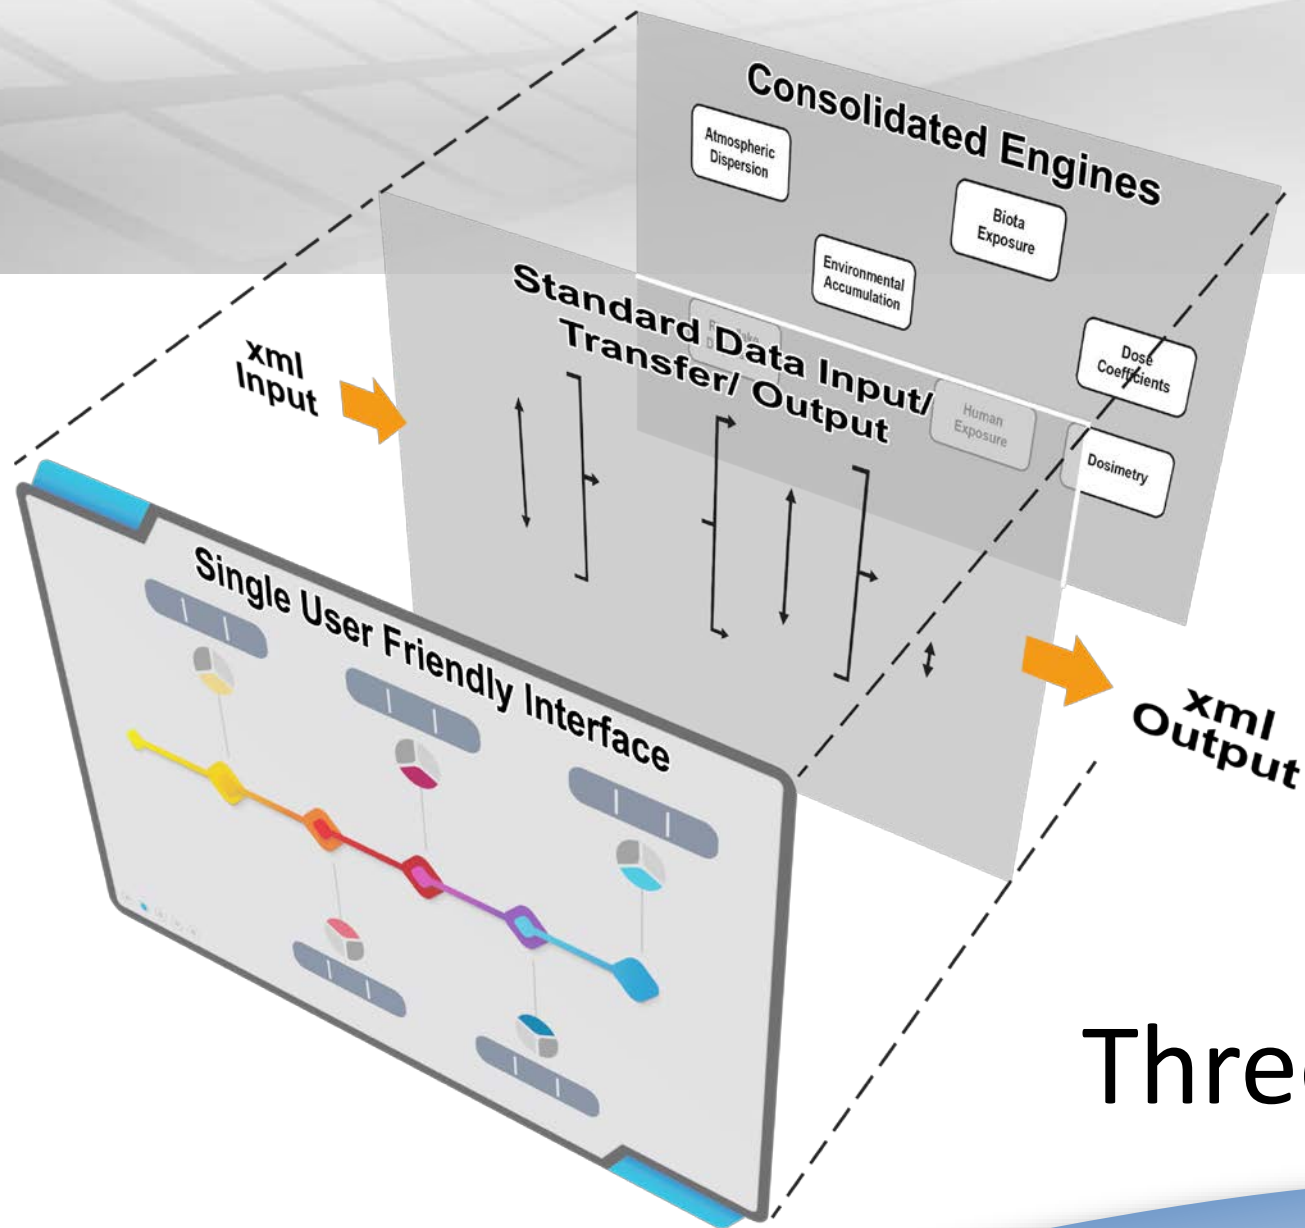 Consolidated Engines
Atmospheric
Dispersion
Biota
Exposure
Environmental
Accumulation
Dose
Coefficients
Human
Exposure
Dosimetry
Standard Data Input/
Transfer/ Output
xml
Input
Single User Friendly Interface
xml
Output